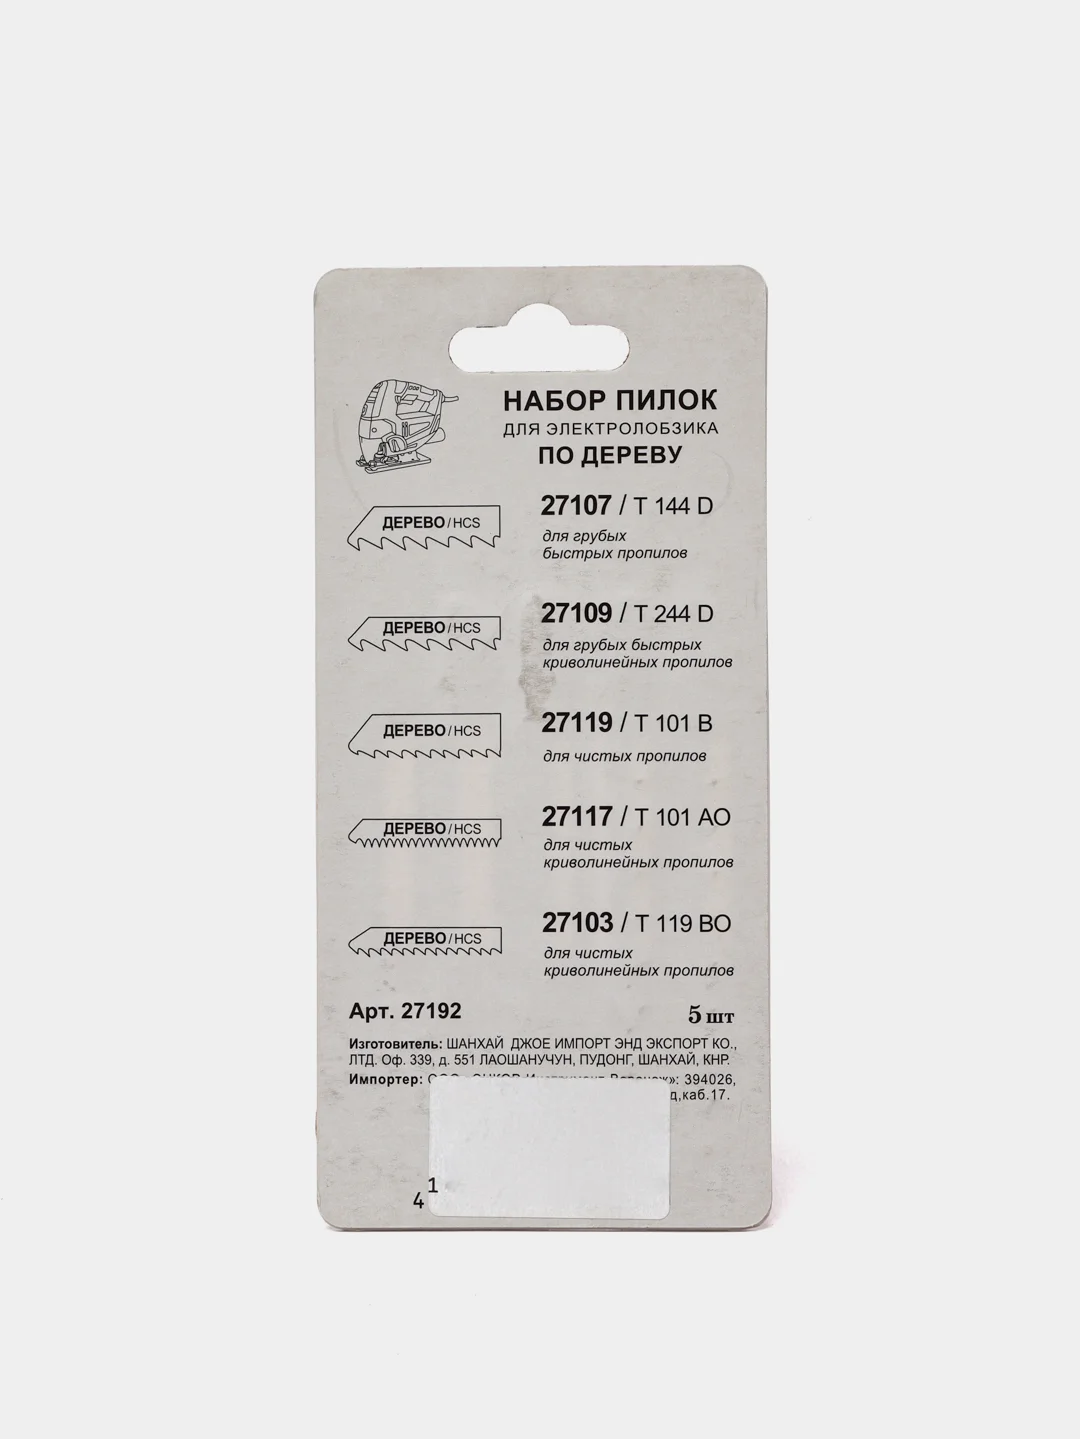 НАБОР ПИЛОК
ДЛЯ ЭЛЕКТРОЛОБЗИКА
ПО ДЕРЕВУ
ДЕРЕВО/HCS
27107 / T 144 D
для грубых
быстрых пропилов
ДЕРЕВО/HCS
27109 / T 244 D
для грубых быстрых
криволинейных пропилов
ДЕРЕВО/HCS
27119 / T 101 B
для чистых пропилов
ДЕРЕВО/HCS
27117 / T 101 AO
для чистых
криволинейных пропилов
ДЕРЕВО/HCS
27103 / T 119 BO
для чистых
криволинейных пропилов
Арт. 27192
5 шт
Изготовитель: ШАНХАЙ ДЖОЕ ИМПОРТ ЭНД ЭКСПОРТ КО.,
ЛТД. Оф. 339, д. 551 ЛАОШАНУЧУН, ПУДОНГ, ШАНХАЙ, КНР.
Импортер: 394026,
каб.17.
1
4